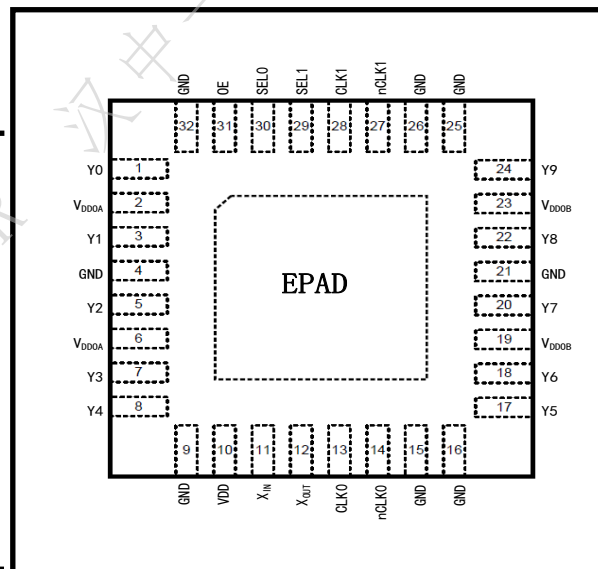 汉中
GND OE SEL0 SEL1 CLK1 nCLK1 GND GND
32 31 30 29 28 27 26 25
Y0 1 24 Y9
VDDOA 2 23 VDDOB
Y1 3 22 Y8
GND 4 21 GND
EPAD
Y2 5 20 Y7
VDDOA 6 19 VDDOB
Y3 7 18 Y6
Y4 8 17 Y5
9 10 11 12 13 14 15 16
GND VDD XIN XOUT CLK0 nCLK0 GND GND